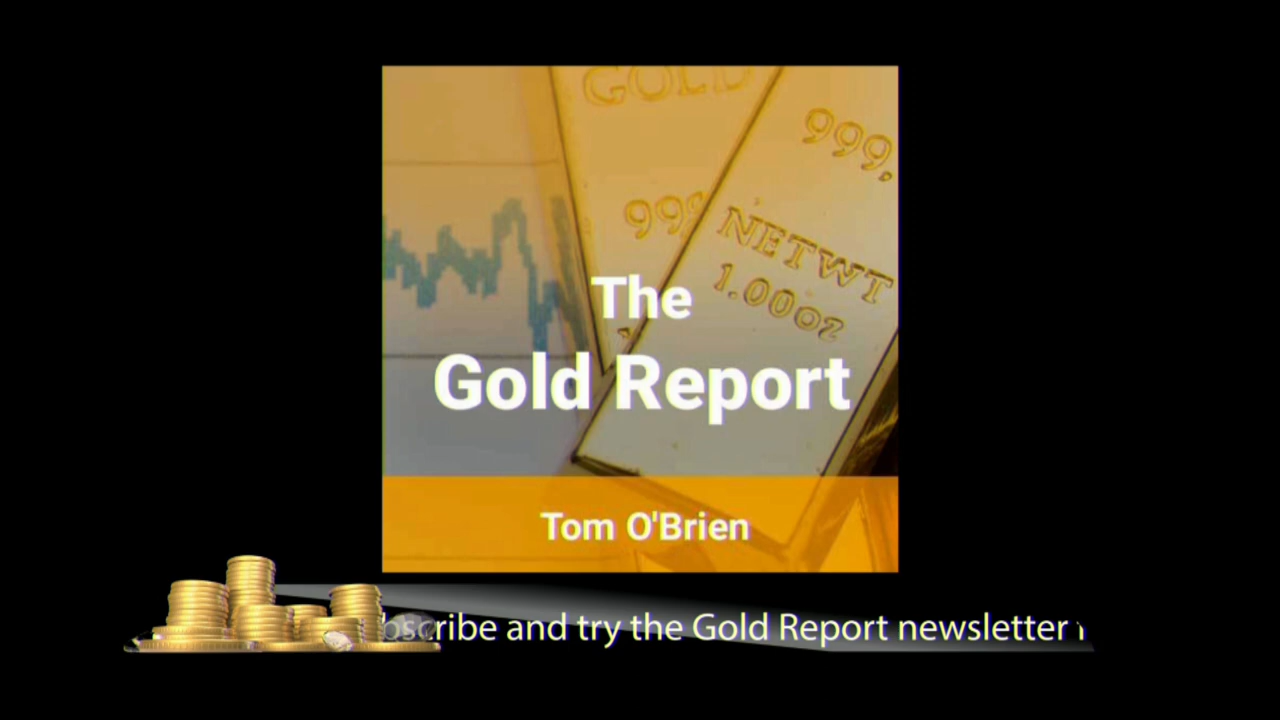 GOLD
999.
999
NETWT
1.00oz
The
Gold Report
Tom O'Brien
and try the Gold Report newsletter